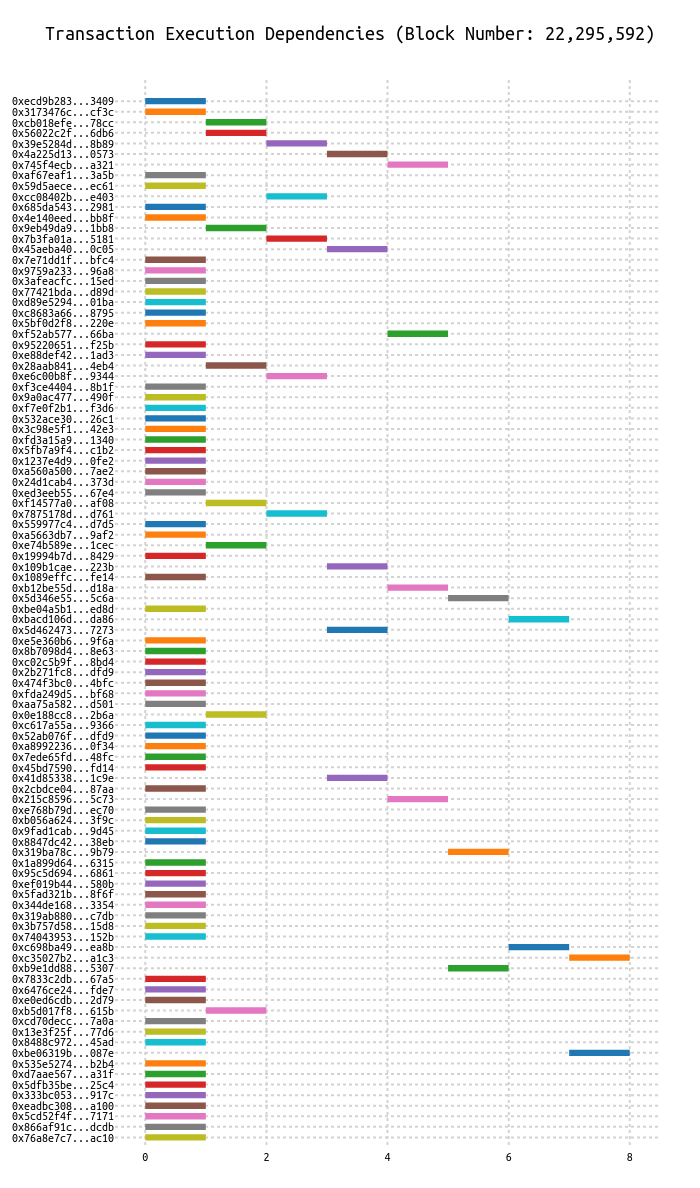 Transaction Execution Dependencies (Block Number: 22,295,592)
0xecd9b283...3409
0x3173476c...cf3c
0xcb018efe...78cc
0x56022c2f...6db6
0x39e5284d...8b89
0x4a225d13...0573
0x745f4ecb...a321
0xaf67eaf1...3a5b
0x59d5aece...ec61
0xcc08402b...e403
0x685da543...2981
0x4e140eed...bb8f
0x9eb49da9...1bb8
0x7b3fa01a...5181
0x45aeba40...0c05
0x7e71dd1f...bfc4
0x9759a233...96a8
0x3afeacfc...15ed
0x77421bda...d89d
0xd89e5294...01ba
0xc8683a66...8795
0x5bf0d2f8...220e
0xf52ab577...66ba
0x95220651...f25b
0xe88def42...1ad3
0x28aab841...4eb4
0xe6c00b8f...9344
0xf3ce4404...8b1f
0x9a0ac477...490f
0xf7e0f2b1...f3d6
0x532ace30...26c1
0x3c98e5f1...42e3
0xfd3a15a9...1340
0x5fb7a9f4...c1b2
0x1237e4d9...0fe2
0xa560a500...7ae2
0x24d1cab4...373d
0xed3eeb55...67e4
0xf14577a0...af08
0x7875178d...d761
0x559977c4...d7d5
0xa5663db7...9af2
0xe74b589e...1cec
0x19994b7d...8429
0x109b1cae...223b
0x1089effc...fe14
0xb12be55d...d18a
0x5d346e55...5c6a
0xbe04a5b1...ed8d
0xbacd106d...da86
0x5d462473...7273
0xe5e360b6...9f6a
0x8b7098d4...8e63
0xc02c5b9f...8bd4
0x2b271fc8...dfd9
0x474f3bc0...4bfc
0xfda249d5...bf68
0xaa75a582...d501
0x0e188cc8...2b6a
0xc617a55a...9366
0x52ab076f...dfd9
0xa8992236...0f34
0x7ede65fd...48fc
0x45bd7590...fd14
0x41d85338...1c9e
0x2cbdce04...87aa
0x215c8596...5c73
0xe768b79d...ec70
0xb056a624...3f9c
0x9fad1cab...9d45
0x8847dc42...38eb
0x319ba78c...9b79
0x1a899d64...6315
0x95c5d694...6861
0xef019b44...580b
0x5fad321b...8f6f
0x344de168...3354
0x319ab880...c7db
0x3b757d58...15d8
0x74043953...152b
0xc698ba49...ea8b
0xc35027b2...a1c3
0xb9e1dd88...5307
0x7833c2db...67a5
0x6476ce24...fde7
0xe0ed6cdb...2d79
0xb5d017f8...615b
0xcd70decc...7a0a
0x13e3f25f...77d6
0x8488c972...45ad
0xbe06319b...087e
0x535e5274...b2b4
0xd7aae567...a31f
0x5dfb35be...25c4
0x333bc053...917c
0xeadbc308...a100
0x5cd52f4f...7171
0x866af91c...dcdb
0x76a8e7c7...ac10
0 2 4 6 8